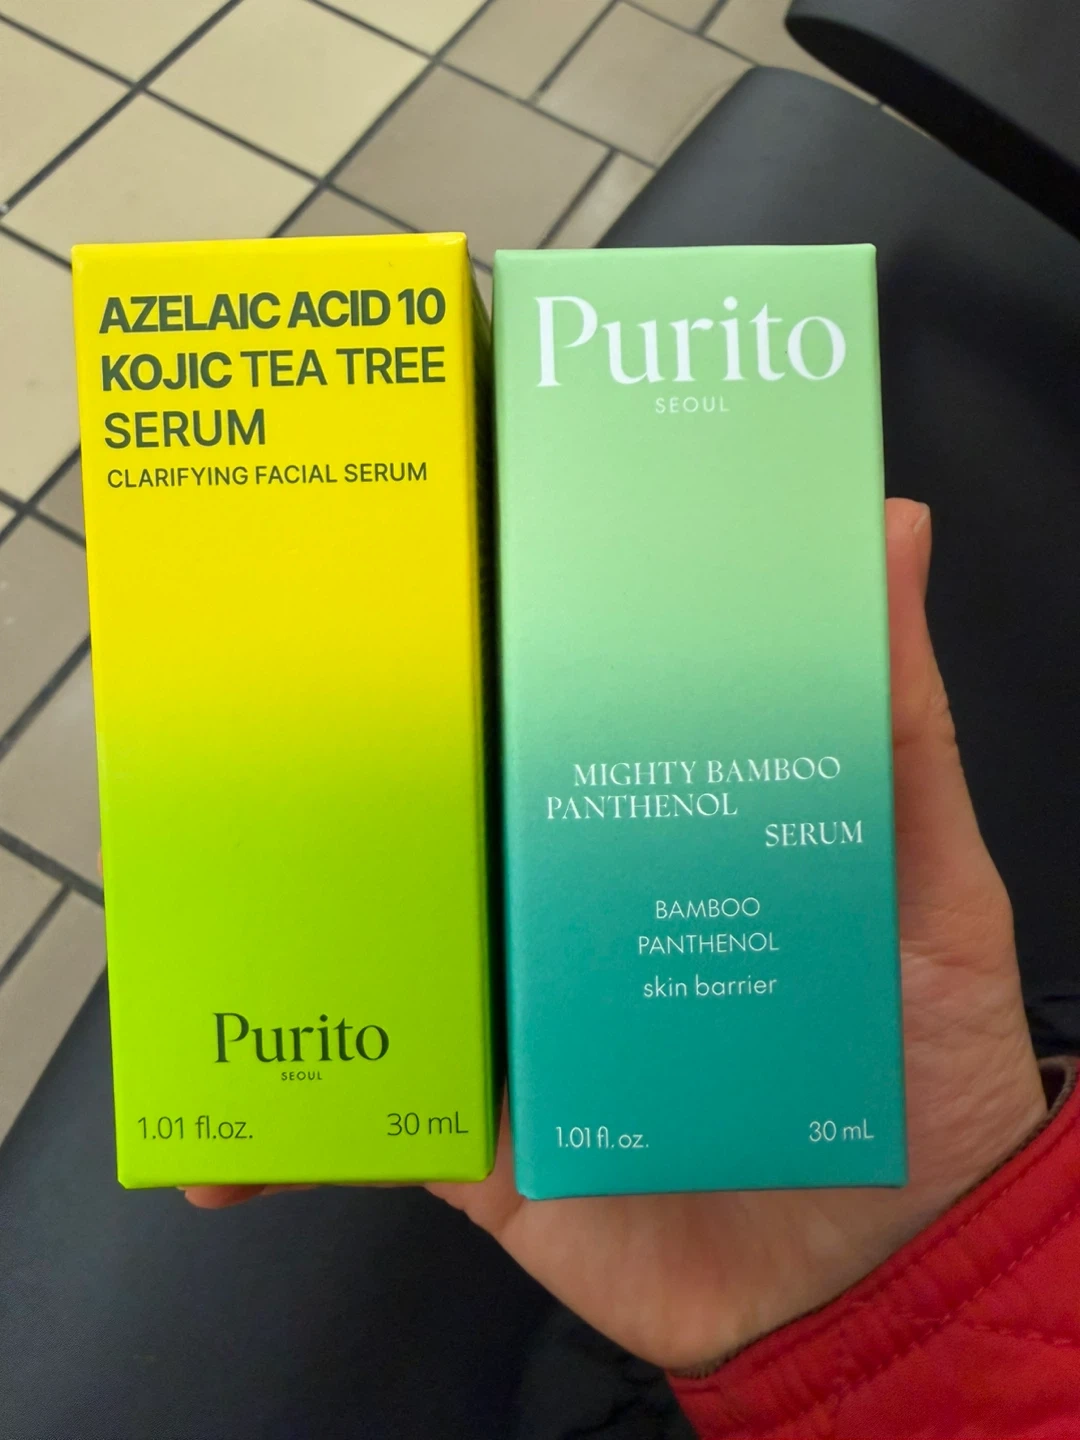 AZELAIC ACID 10
KOJIC TEA TREE
SERUM
CLARIFYING FACIAL SERUM
Purito
SEOUL
1.01 fl.oz.
30 mL
Purito
SEOUL
MIGHTY BAMBOO
PANTHENOL
SERUM
BAMBOO
PANTHENOL
skin barrier
1.01 fl. oz.
30 mL